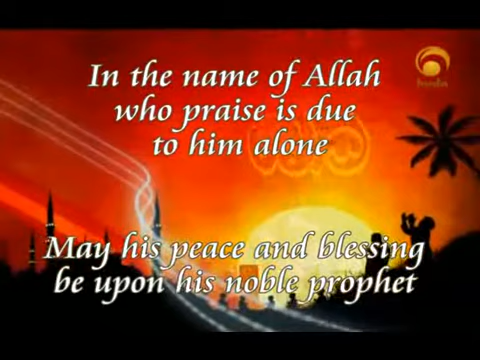 In the name of Allah
who praise is due
to him alone
huda
May his peace and blessing
be upon his noble prophet